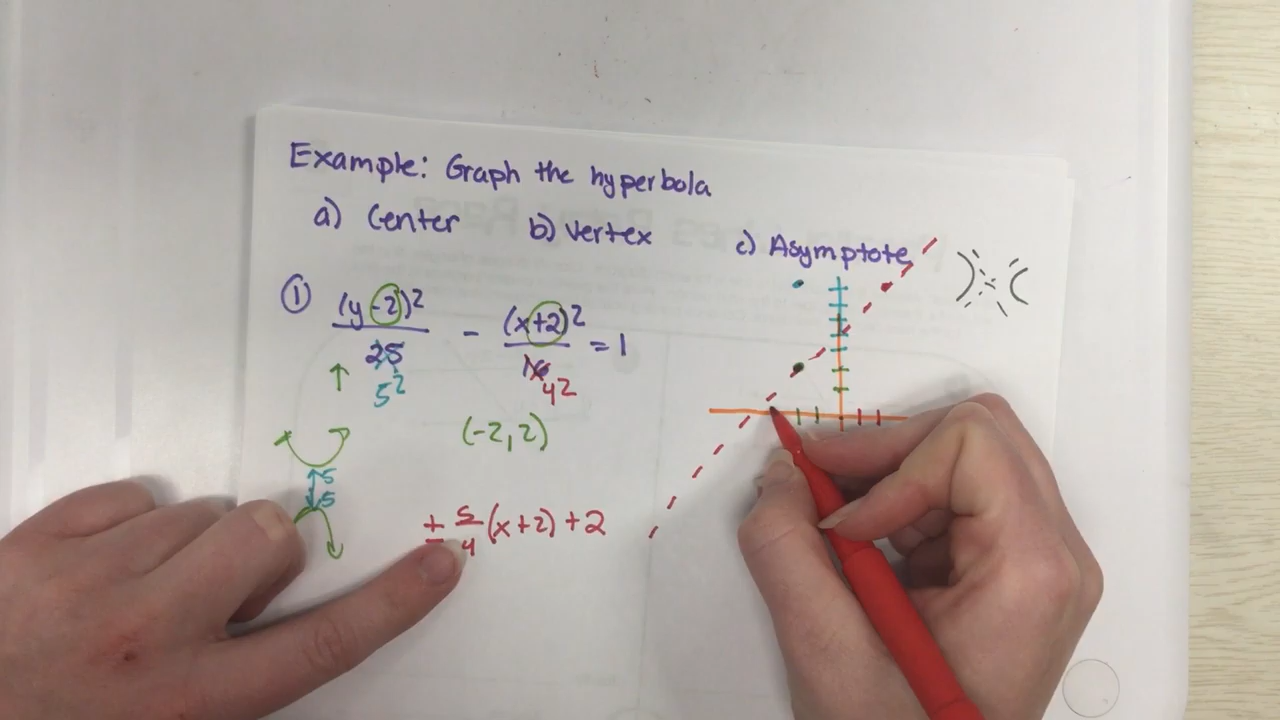 Example: Graph the hyperbola
a) Center b) vertex c) Asymptote
① (y-2)² / 25 - (x+2)² / 16 = 1
↑ 5² 42
(-2,2)
5
5
± 5/4 (x+2) +2